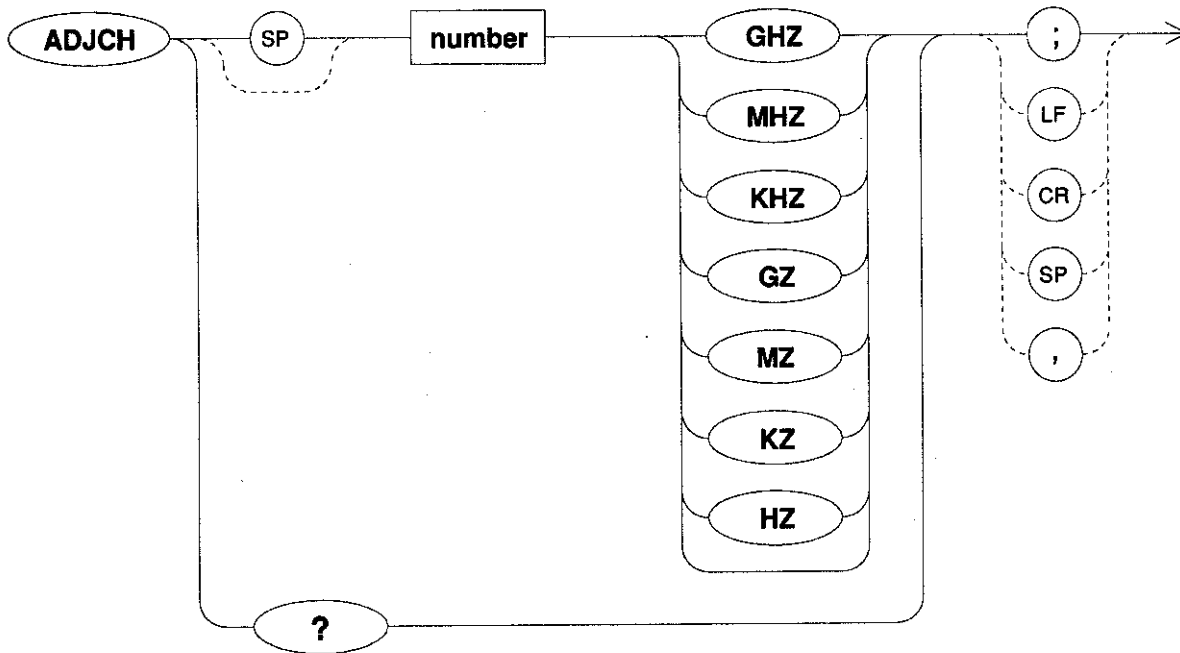 ADJCH SP number GHZ ;
MHZ LF
KHZ CR
GZ SP
MZ ,
KZ
HZ
?